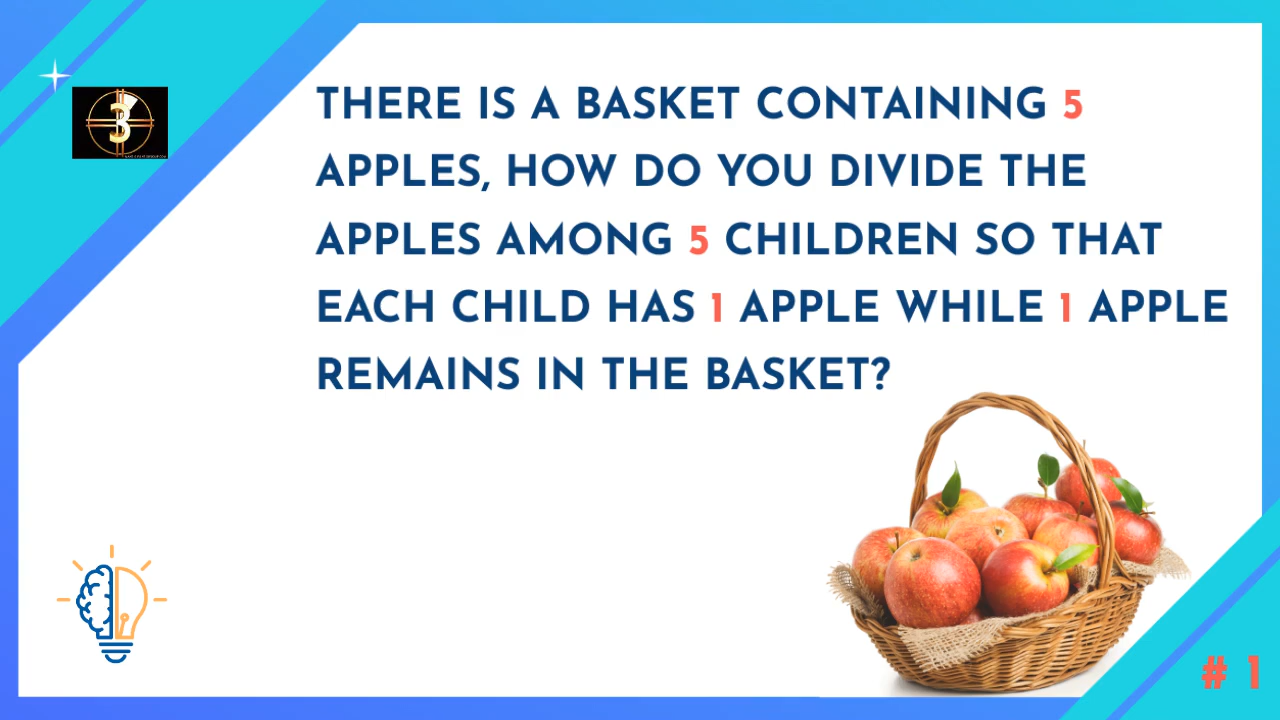 THERE IS A BASKET CONTAINING 5
APPLES, HOW DO YOU DIVIDE THE
APPLES AMONG 5 CHILDREN SO THAT
EACH CHILD HAS 1 APPLE WHILE 1 APPLE
REMAINS IN THE BASKET?
3
# 1